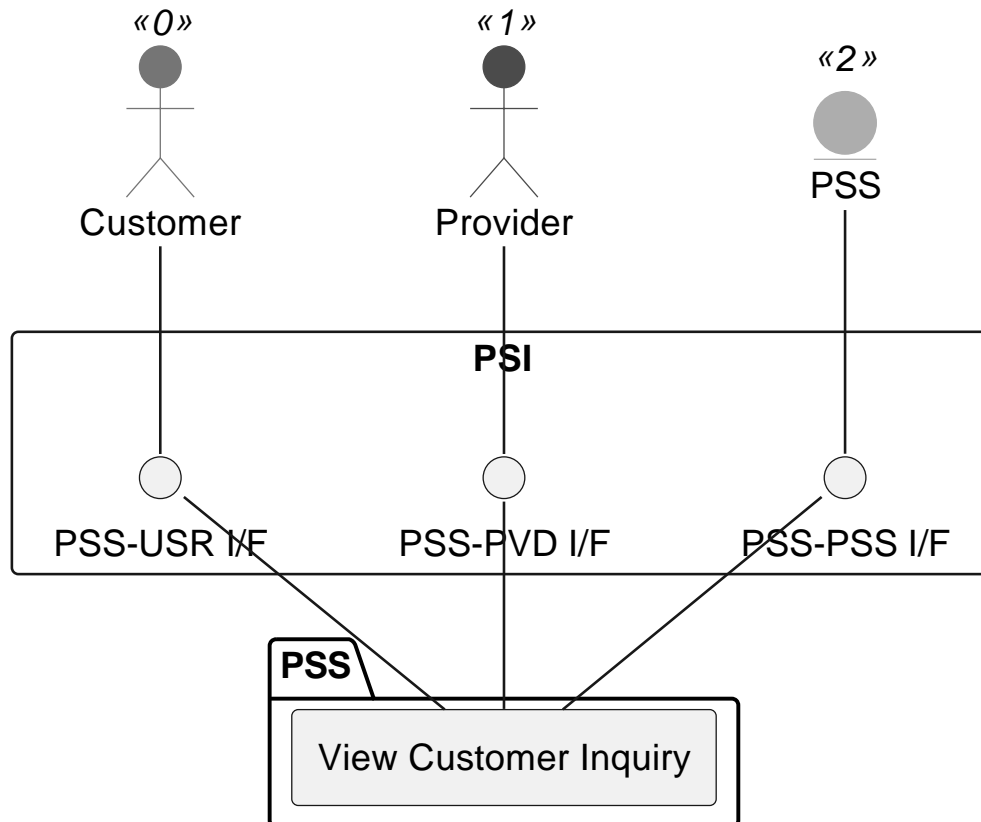 «0»
«1»
«2»
Customer
Provider
PSS
PSI
PSS-USR I/F
PSS-PVD I/F
PSS-PSS I/F
PSS
View Customer Inquiry